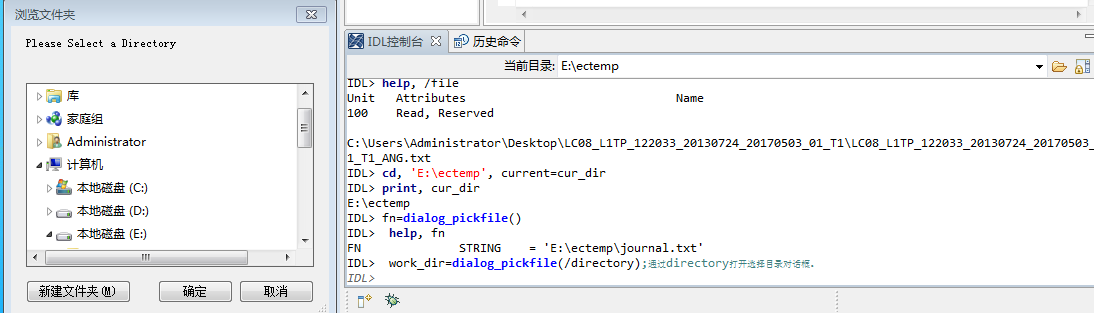 浏览文件夹
Please Select a Directory
库
家庭组
Administrator
计算机
本地磁盘 (C:)
本地磁盘 (D:)
本地磁盘 (E:)
新建文件夹(M)
确定
取消
IDL控制台
历史命令
当前目录: E:\ectemp
IDL> help, /file
Unit Attributes Name
100 Read, Reserved
C:\Users\Administrator\Desktop\LC08_L1TP_122033_20130724_20170503_01_T1\LC08_L1TP_122033_20130724_20170503_
1_T1_ANG.txt
IDL> cd, 'E:\ectemp', current=cur_dir
IDL> print, cur_dir
E:\ectemp
IDL> fn=dialog_pickfile()
IDL> help, fn
FN STRING = 'E:\ectemp\journal.txt'
IDL> work_dir=dialog_pickfile(/directory);通过directory打开选择目录对话框.
IDL>